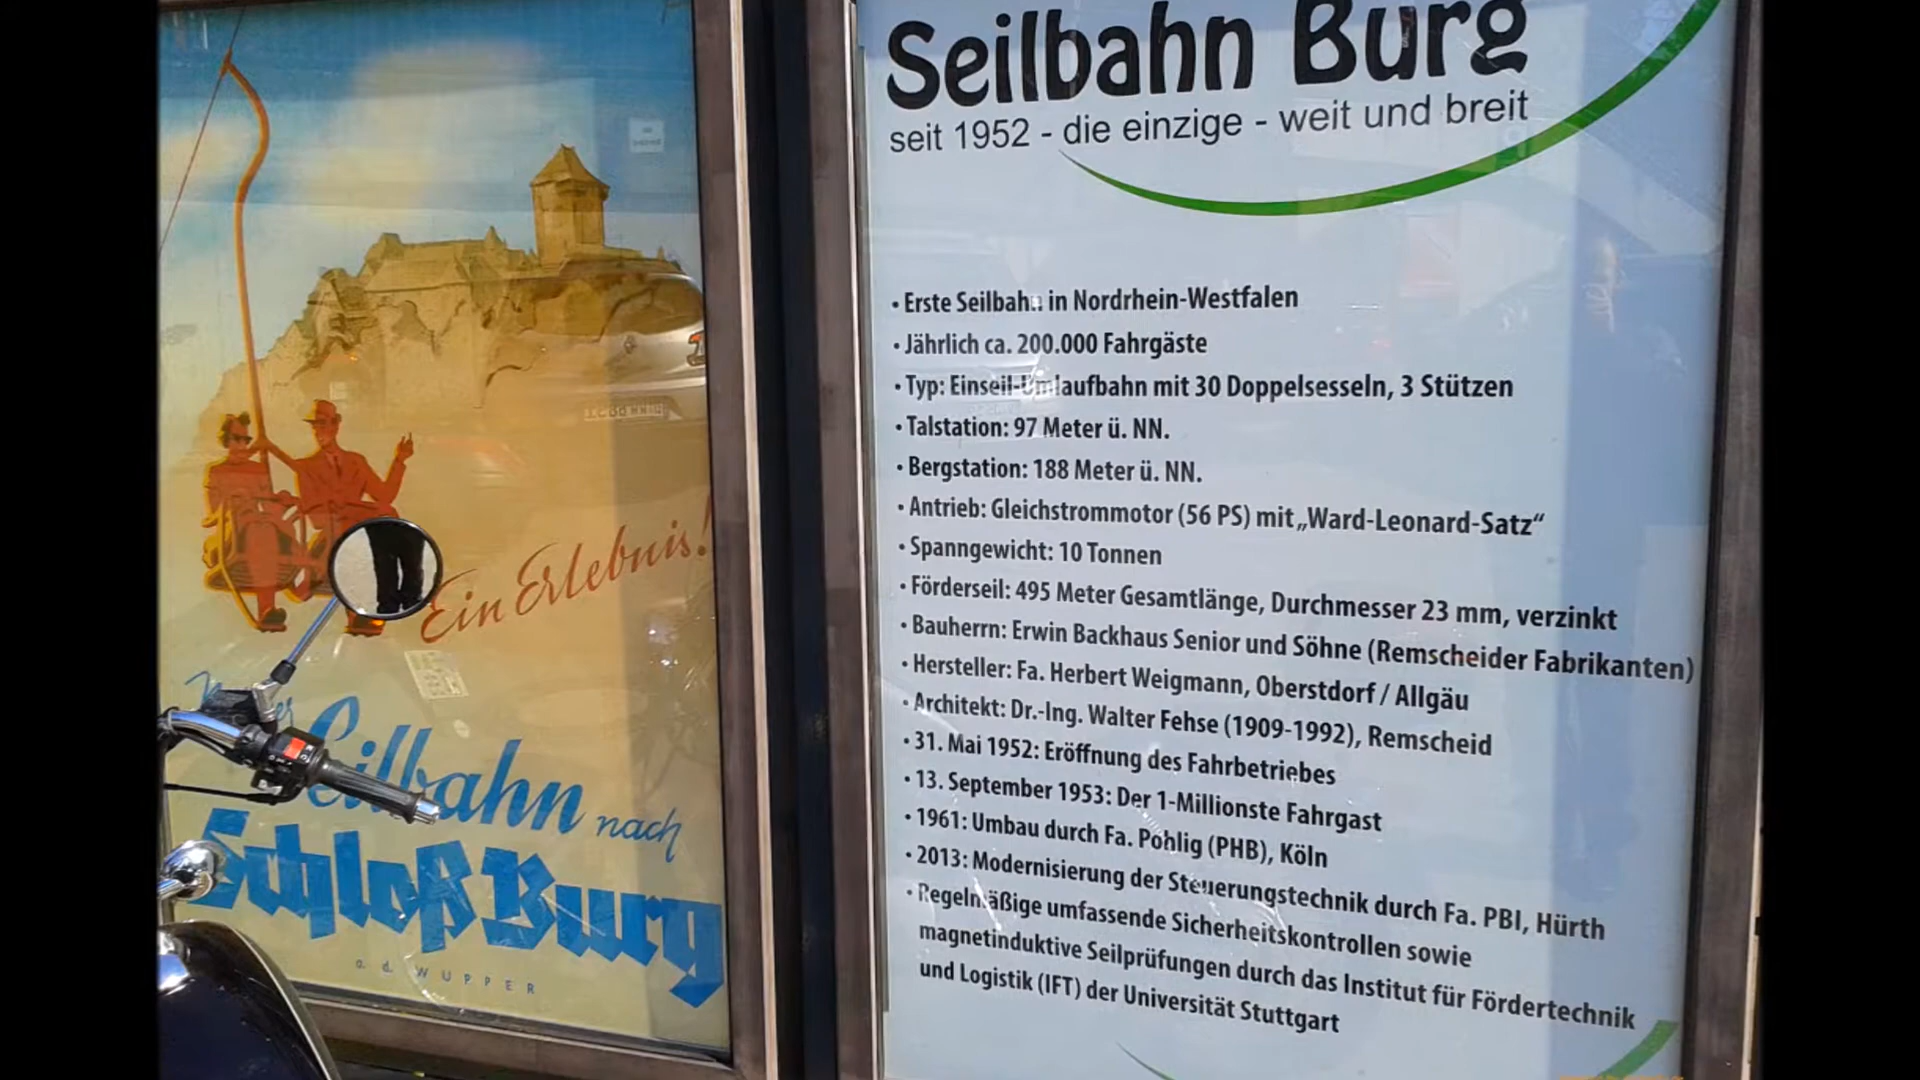 Ein Erlebnis!
Seilbahn nach
Schloß Burg
a. d. WUPPER
Seilbahn Burg
seit 1952 - die einzige - weit und breit
• Erste Seilbahn in Nordrhein-Westfalen
• Jährlich ca. 200.000 Fahrgäste
• Typ: Einseil-Umlaufbahn mit 30 Doppelsesseln, 3 Stützen
• Talstation: 97 Meter ü. NN.
• Bergstation: 188 Meter ü. NN.
• Antrieb: Gleichstrommotor (56 PS) mit „Ward-Leonard-Satz“
• Spanngewicht: 10 Tonnen
• Förderseil: 495 Meter Gesamtlänge, Durchmesser 23 mm, verzinkt
• Bauherrn: Erwin Backhaus Senior und Söhne (Remscheider Fabrikanten)
• Hersteller: Fa. Herbert Weigmann, Oberstdorf / Allgäu
• Architekt: Dr.-Ing. Walter Fehse (1909-1992), Remscheid
• 31. Mai 1952: Eröffnung des Fahrbetriebes
• 13. September 1953: Der 1-Millionste Fahrgast
• 1961: Umbau durch Fa. Pohlig (PHB), Köln
• 2013: Modernisierung der Steuerungstechnik durch Fa. PBI, Hürth
• Regelmäßige umfassende Sicherheitskontrollen sowie
magnetinduktive Seilprüfungen durch das Institut für Fördertechnik
und Logistik (IFT) der Universität Stuttgart